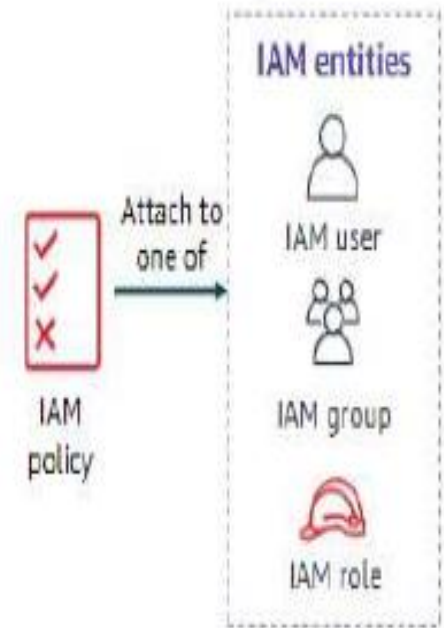 IAM entities
Attach to
one of
IAM user
IAM
policy
IAM group
IAM role